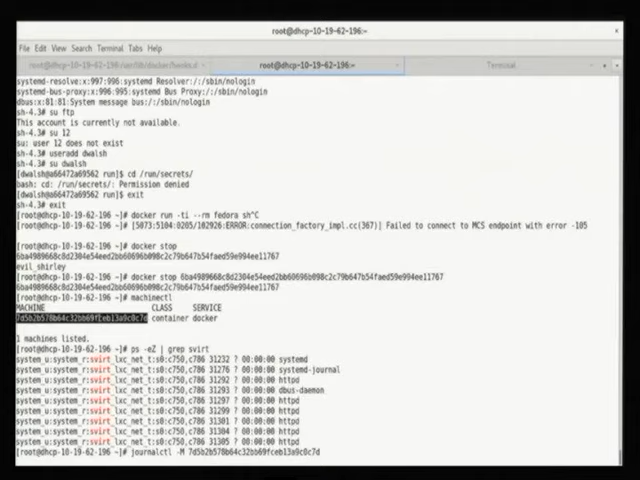 root@dhcp-10-19-62-196:~
File Edit View Search Terminal Tabs Help
root@dhcp-10-19-62-196:~ Terminal
systemd-resolve:x:997:996:systemd Resolver:/:/sbin/nologin
systemd-bus-proxy:x:996:995:systemd Bus Proxy:/:/sbin/nologin
dbus:x:81:81:System message bus:/:/sbin/nologin
sh-4.3# su ftp
This account is currently not available.
sh-4.3# su 12
su: user 12 does not exist
sh-4.3# useradd dwalsh
sh-4.3# su dwalsh
[dwalsh@a66472a69562 run]$ cd /run/secrets/
bash: cd: /run/secrets/: Permission denied
[dwalsh@a66472a69562 run]$ exit
sh-4.3# exit
[root@dhcp-10-19-62-196 ~]# docker run -ti --rm fedora sh^C
[root@dhcp-10-19-62-196 ~]# [5073:5104:0205/102926:ERROR:connection_factory_impl.cc(367)] Failed to connect to MCS endpoint with error -105
[root@dhcp-10-19-62-196 ~]# docker stop
6ba4989668c8d2304e54eed2bb60696b098c2c79b647b54faed59e994ee11767
evil_shirley
[root@dhcp-10-19-62-196 ~]# docker stop 6ba4989668c8d2304e54eed2bb60696b098c2c79b647b54faed59e994ee11767
6ba4989668c8d2304e54eed2bb60696b098c2c79b647b54faed59e994ee11767
[root@dhcp-10-19-62-196 ~]# machinectl
MACHINE CLASS SERVICE
7d5b2b578b64c32bb69fceb13a9c0c7d container docker
1 machines listed.
[root@dhcp-10-19-62-196 ~]# ps -eZ | grep svirt
system_u:system_r:svirt_lxc_net_t:s0:c750,c786 31232 ? 00:00:00 systemd
system_u:system_r:svirt_lxc_net_t:s0:c750,c786 31276 ? 00:00:00 systemd-journal
system_u:system_r:svirt_lxc_net_t:s0:c750,c786 31292 ? 00:00:00 httpd
system_u:system_r:svirt_lxc_net_t:s0:c750,c786 31293 ? 00:00:00 dbus-daemon
system_u:system_r:svirt_lxc_net_t:s0:c750,c786 31297 ? 00:00:00 httpd
system_u:system_r:svirt_lxc_net_t:s0:c750,c786 31299 ? 00:00:00 httpd
system_u:system_r:svirt_lxc_net_t:s0:c750,c786 31301 ? 00:00:00 httpd
system_u:system_r:svirt_lxc_net_t:s0:c750,c786 31304 ? 00:00:00 httpd
system_u:system_r:svirt_lxc_net_t:s0:c750,c786 31305 ? 00:00:00 httpd
[root@dhcp-10-19-62-196 ~]# journalctl -M 7d5b2b578b64c32bb69fceb13a9c0c7d